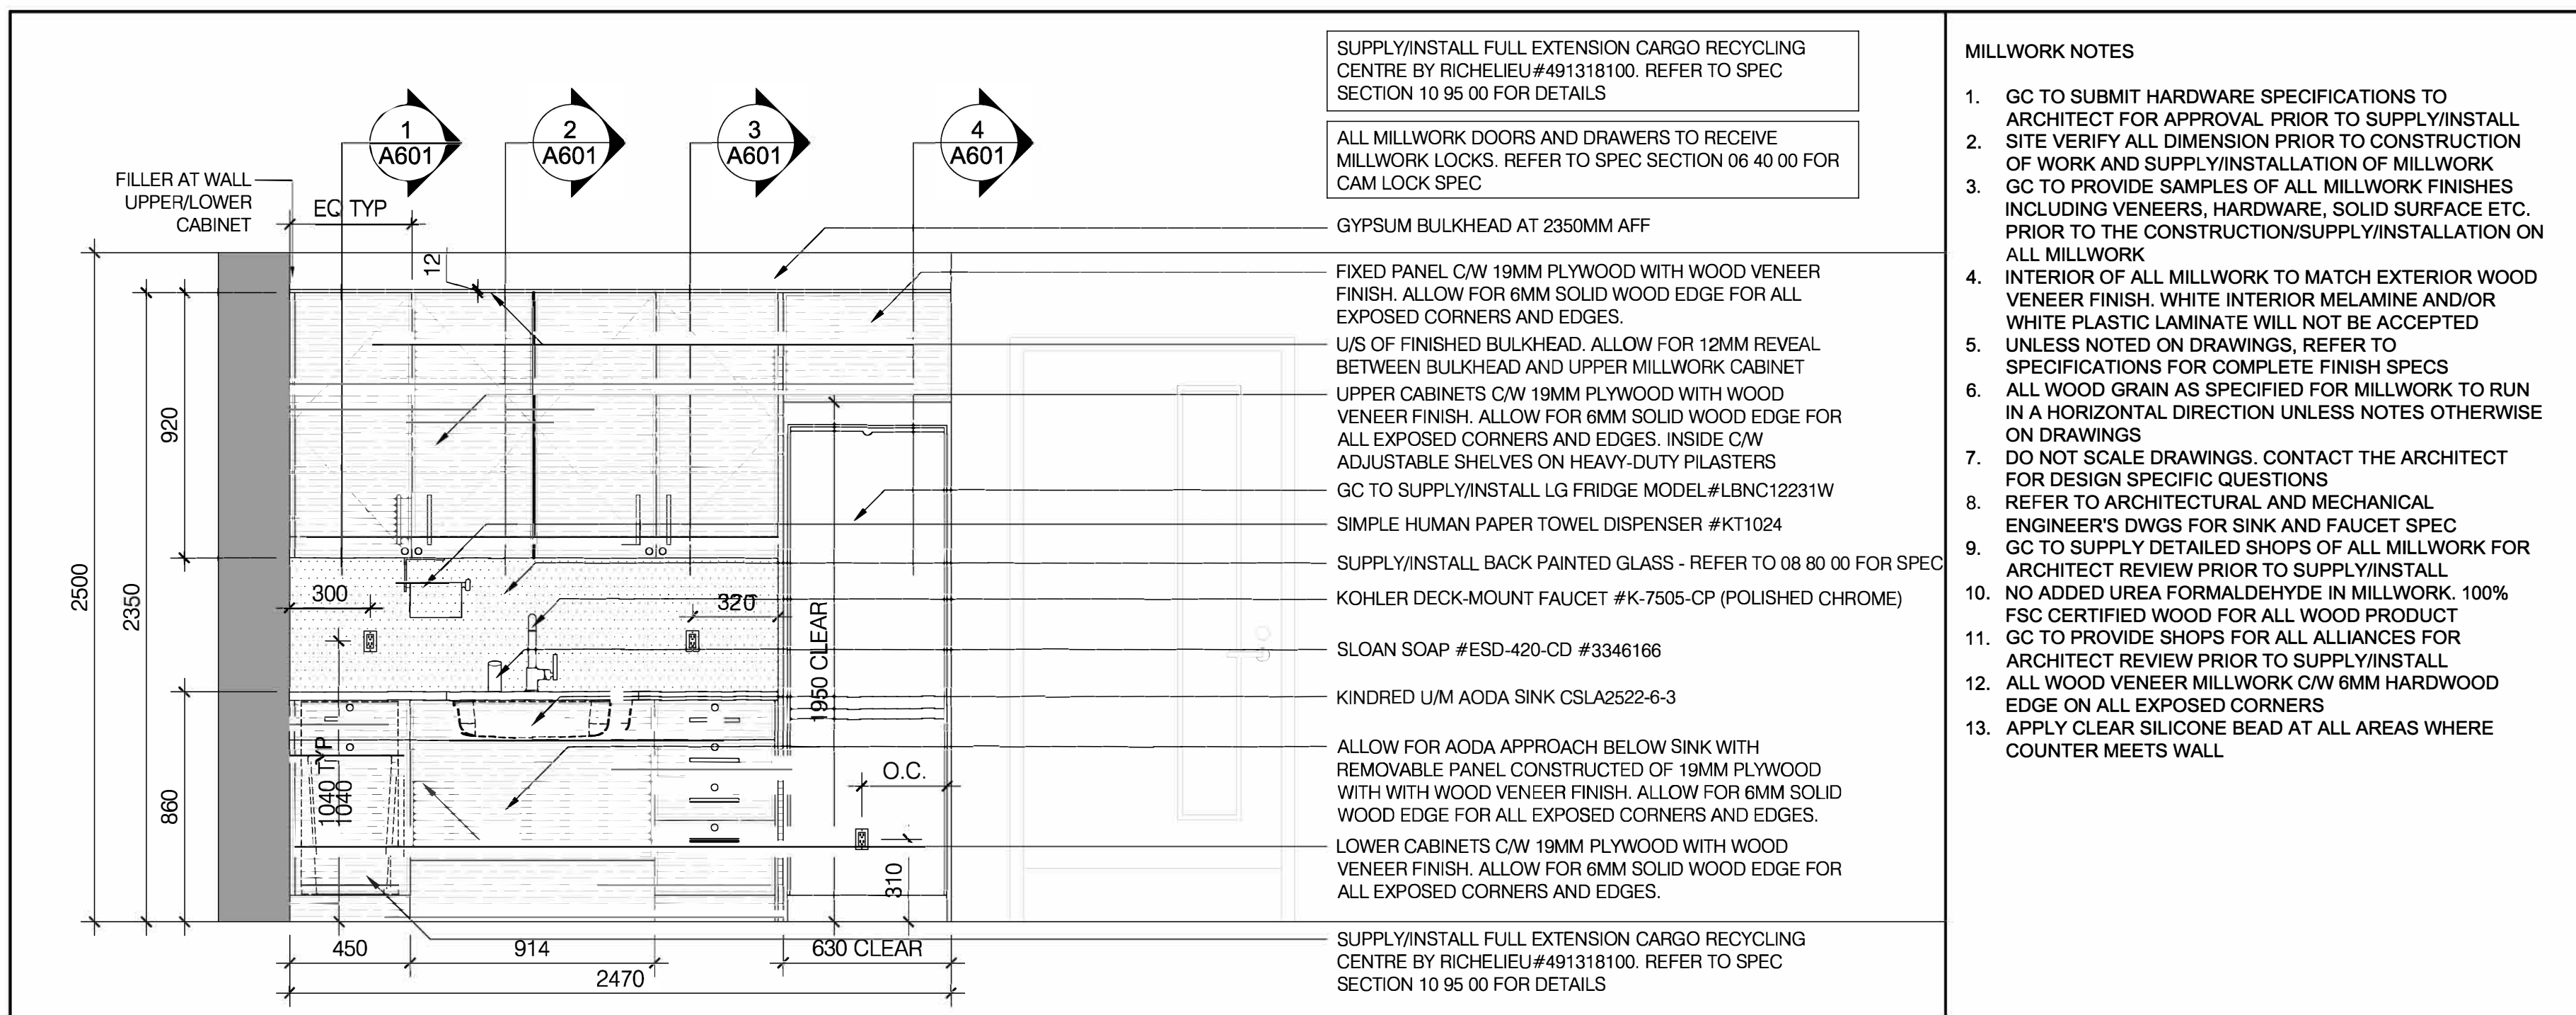 SUPPLY/INSTALL FULL EXTENSION CARGO RECYCLING
CENTRE BY RICHELIEU#491318100. REFER TO SPEC
SECTION 10 95 00 FOR DETAILS
ALL MILLWORK DOORS AND DRAWERS TO RECEIVE
MILLWORK LOCKS. REFER TO SPEC SECTION 06 40 00 FOR
CAM LOCK SPEC
1
A601
2
A601
3
A601
4
A601
FILLER AT WALL
UPPER/LOWER
CABINET
EQ TYP
12
GYPSUM BULKHEAD AT 2350MM AFF
FIXED PANEL C/W 19MM PLYWOOD WITH WOOD VENEER
FINISH. ALLOW FOR 6MM SOLID WOOD EDGE FOR ALL
EXPOSED CORNERS AND EDGES.
U/S OF FINISHED BULKHEAD. ALLOW FOR 12MM REVEAL
BETWEEN BULKHEAD AND UPPER MILLWORK CABINET
UPPER CABINETS C/W 19MM PLYWOOD WITH WOOD
VENEER FINISH. ALLOW FOR 6MM SOLID WOOD EDGE FOR
ALL EXPOSED CORNERS AND EDGES. INSIDE C/W
ADJUSTABLE SHELVES ON HEAVY-DUTY PILASTERS
GC TO SUPPLY/INSTALL LG FRIDGE MODEL#LBNC12231W
SIMPLE HUMAN PAPER TOWEL DISPENSER #KT1024
SUPPLY/INSTALL BACK PAINTED GLASS - REFER TO 08 80 00 FOR SPEC
KOHLER DECK-MOUNT FAUCET #K-7505-CP (POLISHED CHROME)
SLOAN SOAP #ESD-420-CD #3346166
KINDRED U/M AODA SINK CSLA2522-6-3
ALLOW FOR AODA APPROACH BELOW SINK WITH
REMOVABLE PANEL CONSTRUCTED OF 19MM PLYWOOD
WITH WITH WOOD VENEER FINISH. ALLOW FOR 6MM SOLID
WOOD EDGE FOR ALL EXPOSED CORNERS AND EDGES.
LOWER CABINETS C/W 19MM PLYWOOD WITH WOOD
VENEER FINISH. ALLOW FOR 6MM SOLID WOOD EDGE FOR
ALL EXPOSED CORNERS AND EDGES.
SUPPLY/INSTALL FULL EXTENSION CARGO RECYCLING
CENTRE BY RICHELIEU#491318100. REFER TO SPEC
SECTION 10 95 00 FOR DETAILS
2500
2350
920
860
300
320
1950 CLEAR
1040 TYP
1040
O.C.
310
450
914
630 CLEAR
2470
MILLWORK NOTES
1. GC TO SUBMIT HARDWARE SPECIFICATIONS TO
ARCHITECT FOR APPROVAL PRIOR TO SUPPLY/INSTALL
2. SITE VERIFY ALL DIMENSION PRIOR TO CONSTRUCTION
OF WORK AND SUPPLY/INSTALLATION OF MILLWORK
3. GC TO PROVIDE SAMPLES OF ALL MILLWORK FINISHES
INCLUDING VENEERS, HARDWARE, SOLID SURFACE ETC.
PRIOR TO THE CONSTRUCTION/SUPPLY/INSTALLATION ON
ALL MILLWORK
4. INTERIOR OF ALL MILLWORK TO MATCH EXTERIOR WOOD
VENEER FINISH. WHITE INTERIOR MELAMINE AND/OR
WHITE PLASTIC LAMINATE WILL NOT BE ACCEPTED
5. UNLESS NOTED ON DRAWINGS, REFER TO
SPECIFICATIONS FOR COMPLETE FINISH SPECS
6. ALL WOOD GRAIN AS SPECIFIED FOR MILLWORK TO RUN
IN A HORIZONTAL DIRECTION UNLESS NOTES OTHERWISE
ON DRAWINGS
7. DO NOT SCALE DRAWINGS. CONTACT THE ARCHITECT
FOR DESIGN SPECIFIC QUESTIONS
8. REFER TO ARCHITECTURAL AND MECHANICAL
ENGINEER'S DWGS FOR SINK AND FAUCET SPEC
9. GC TO SUPPLY DETAILED SHOPS OF ALL MILLWORK FOR
ARCHITECT REVIEW PRIOR TO SUPPLY/INSTALL
10. NO ADDED UREA FORMALDEHYDE IN MILLWORK. 100%
FSC CERTIFIED WOOD FOR ALL WOOD PRODUCT
11. GC TO PROVIDE SHOPS FOR ALL ALLIANCES FOR
ARCHITECT REVIEW PRIOR TO SUPPLY/INSTALL
12. ALL WOOD VENEER MILLWORK C/W 6MM HARDWOOD
EDGE ON ALL EXPOSED CORNERS
13. APPLY CLEAR SILICONE BEAD AT ALL AREAS WHERE
COUNTER MEETS WALL